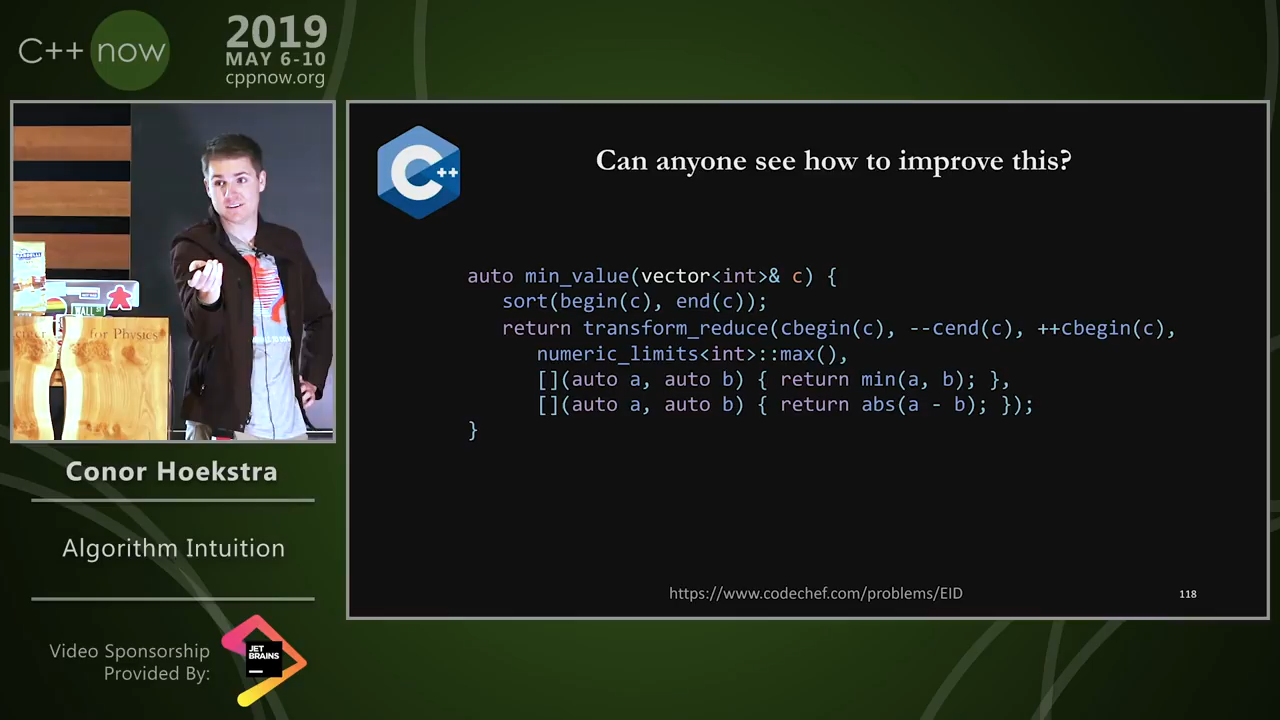 C++ now
2019
MAY 6-10
cppnow.org
for Physics
Conor Hoekstra
Algorithm Intuition
Video Sponsorship
Provided By:
JET
BRAINS
C++
Can anyone see how to improve this?
auto min_value(vector<int>& c) {
sort(begin(c), end(c));
return transform_reduce(cbegin(c), --cend(c), ++cbegin(c),
numeric_limits<int>::max(),
[](auto a, auto b) { return min(a, b); },
[](auto a, auto b) { return abs(a - b); });
}
https://www.codechef.com/problems/EID
118